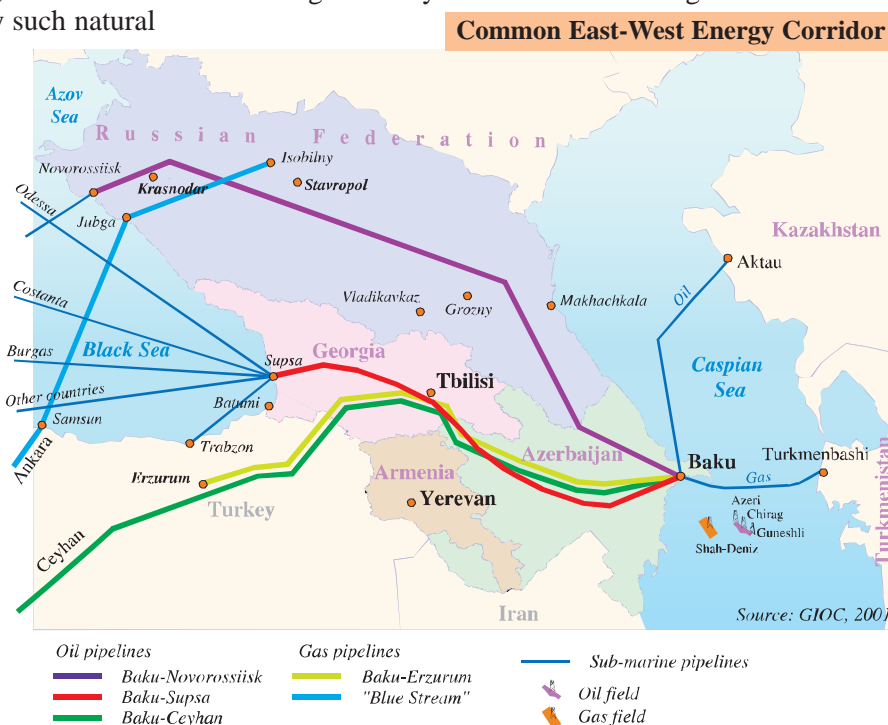 y such natural
Common East-West Energy Corridor
Azov
Sea
Russian Federation
Novorossiisk
Isobilny
Krasnodar
Stavropol
Odessa
Jubga
Kazakhstan
Aktau
Oil
Costanta
Vladikavkaz
Grozny
Makhachkala
Black Sea
Burgas
Supsa
Georgia
Caspian
Sea
Tbilisi
Other countries
Batumi
Samsun
Ankara
Trabzon
Azerbaijan
Baku
Turkmenbashi
Armenia
Erzurum
Gas
Yerevan
Azeri
Chirag
Guneshli
Turkey
Shah-Deniz
Turkmenistan
Ceyhan
Iran
Source: GIOC, 2001
Oil pipelines
Gas pipelines
Baku-Novorossiisk
Baku-Erzurum
Sub-marine pipelines
Baku-Supsa
"Blue Stream"
Oil field
Baku-Ceyhan
Gas field